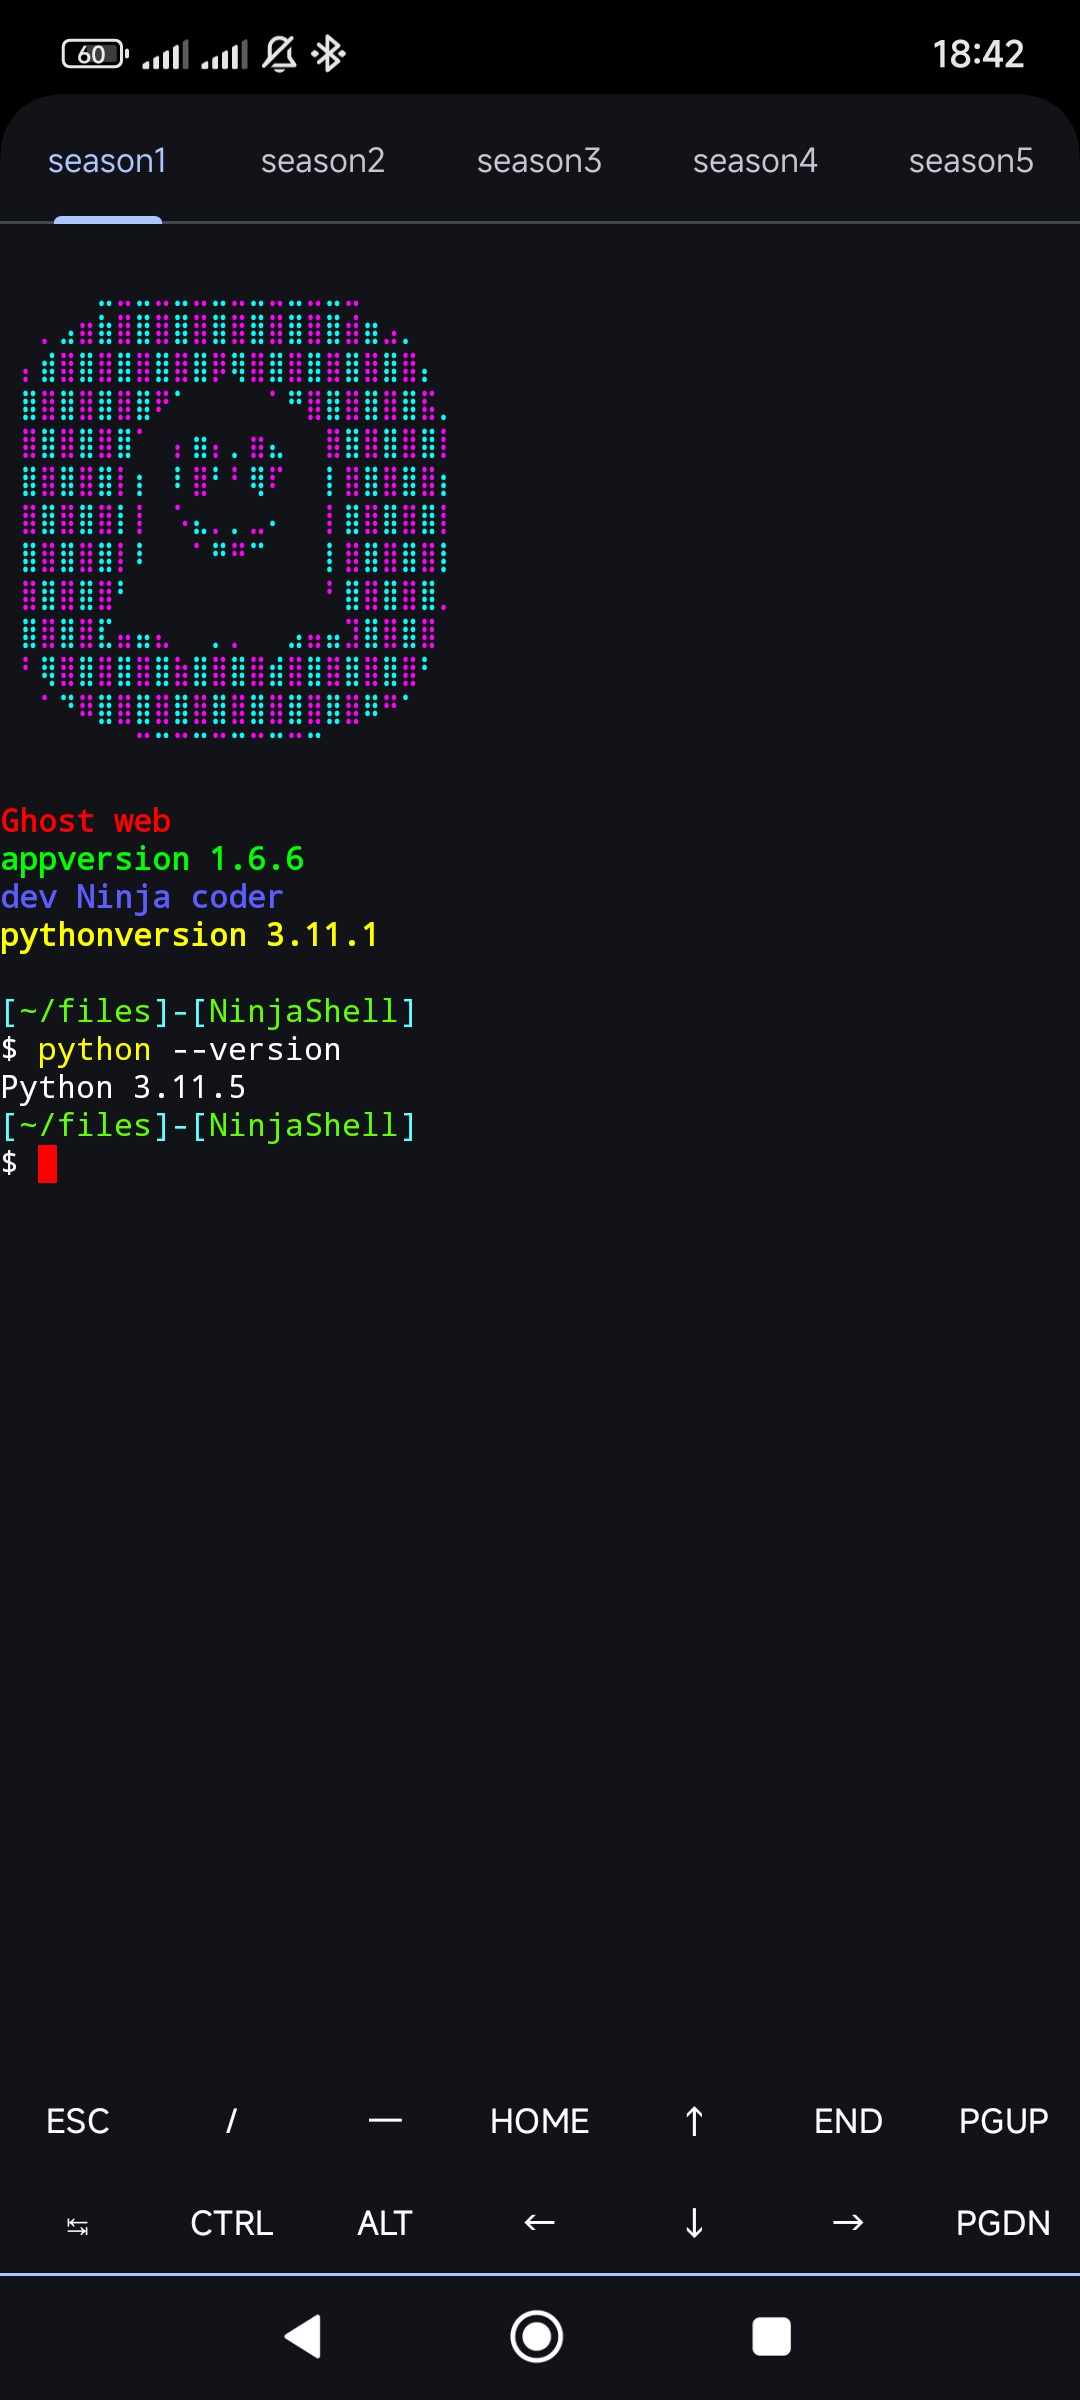 60 18:42
season1 season2 season3 season4 season5
Ghost web
appversion 1.6.6
dev Ninja coder
pythonversion 3.11.1
[~/files]-[NinjaShell]
$ python --version
Python 3.11.5
[~/files]-[NinjaShell]
$
ESC / — HOME ↑ END PGUP
↹ CTRL ALT ← ↓ → PGDN